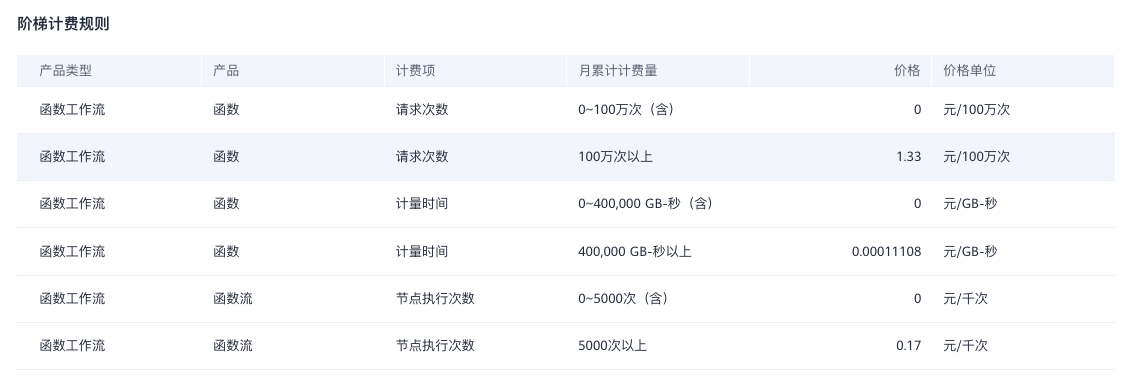 阶梯计费规则
产品类型 产品 计费项 月累计计费量 价格 价格单位
函数工作流 函数 请求次数 0~100万次（含） 0 元/100万次
函数工作流 函数 请求次数 100万次以上 1.33 元/100万次
函数工作流 函数 计量时间 0~400,000 GB-秒（含） 0 元/GB-秒
函数工作流 函数 计量时间 400,000 GB-秒以上 0.00011108 元/GB-秒
函数工作流 函数流 节点执行次数 0~5000次（含） 0 元/千次
函数工作流 函数流 节点执行次数 5000次以上 0.17 元/千次